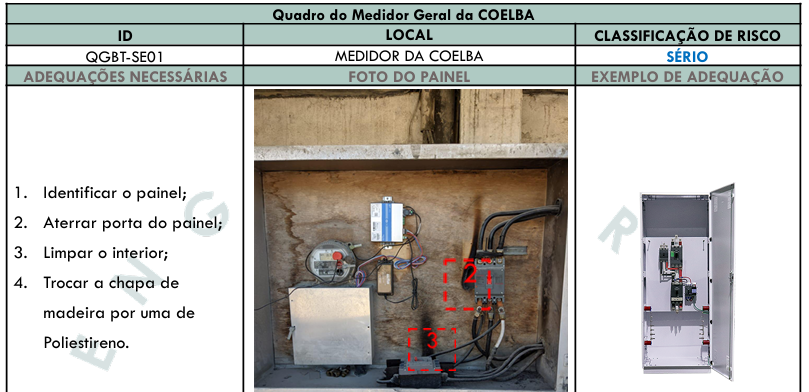 Quadro do Medidor Geral da COELBA
ID
LOCAL
CLASSIFICAÇÃO DE RISCO
QGBT-SE01
MEDIDOR DA COELBA
SÉRIO
ADEQUAÇÕES NECESSÁRIAS
FOTO DO PAINEL
EXEMPLO DE ADEQUAÇÃO
1. Identificar o painel;
2. Aterrar porta do painel;
3. Limpar o interior;
4. Trocar a chapa de
madeira por uma de
Poliestireno.
2
3
E N G
R